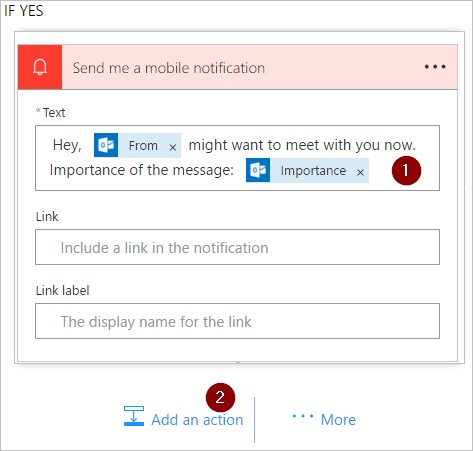 IF YES
Send me a mobile notification
* Text
Hey, From x might want to meet with you now.
Importance of the message: Importance x
1
Link
Include a link in the notification
Link label
The display name for the link
2
Add an action
More